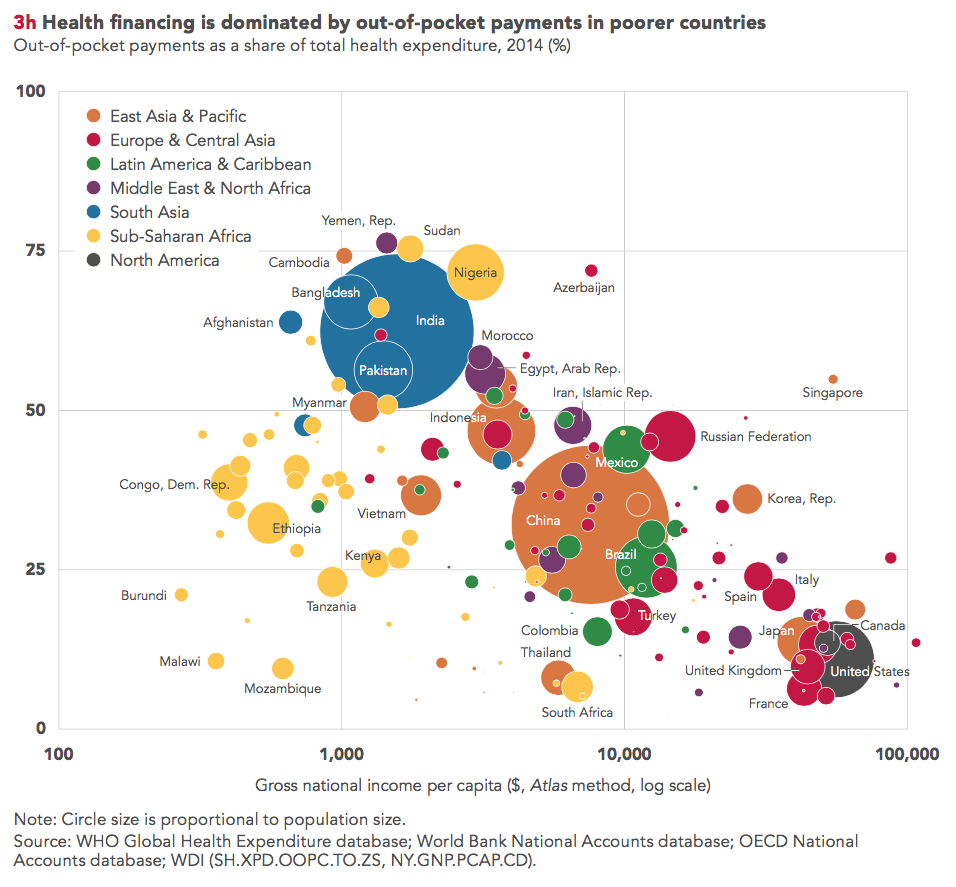 3h Health financing is dominated by out-of-pocket payments in poorer countries
Out-of-pocket payments as a share of total health expenditure, 2014 (%)
100
East Asia & Pacific
Europe & Central Asia
Latin America & Caribbean
Middle East & North Africa
South Asia
Sub-Saharan Africa
North America
Yemen, Rep.
Sudan
75
Cambodia
Nigeria
Azerbaijan
Bangladesh
Afghanistan
India
Morocco
Pakistan
Egypt, Arab Rep.
Iran, Islamic Rep.
Singapore
Myanmar
50
Indonesia
Russian Federation
Mexico
Congo, Dem. Rep.
Vietnam
Korea, Rep.
China
Ethiopia
Kenya
Brazil
25
Italy
Burundi
Tanzania
Spain
Turkey
Colombia
Japan
Canada
Thailand
Malawi
United Kingdom
United States
Mozambique
France
South Africa
0
100
1,000
10,000
100,000
Gross national income per capita ($, Atlas method, log scale)
Note: Circle size is proportional to population size.
Source: WHO Global Health Expenditure database; World Bank National Accounts database; OECD National
Accounts database; WDI (SH.XPD.OOPC.TO.ZS, NY.GNP.PCAP.CD).